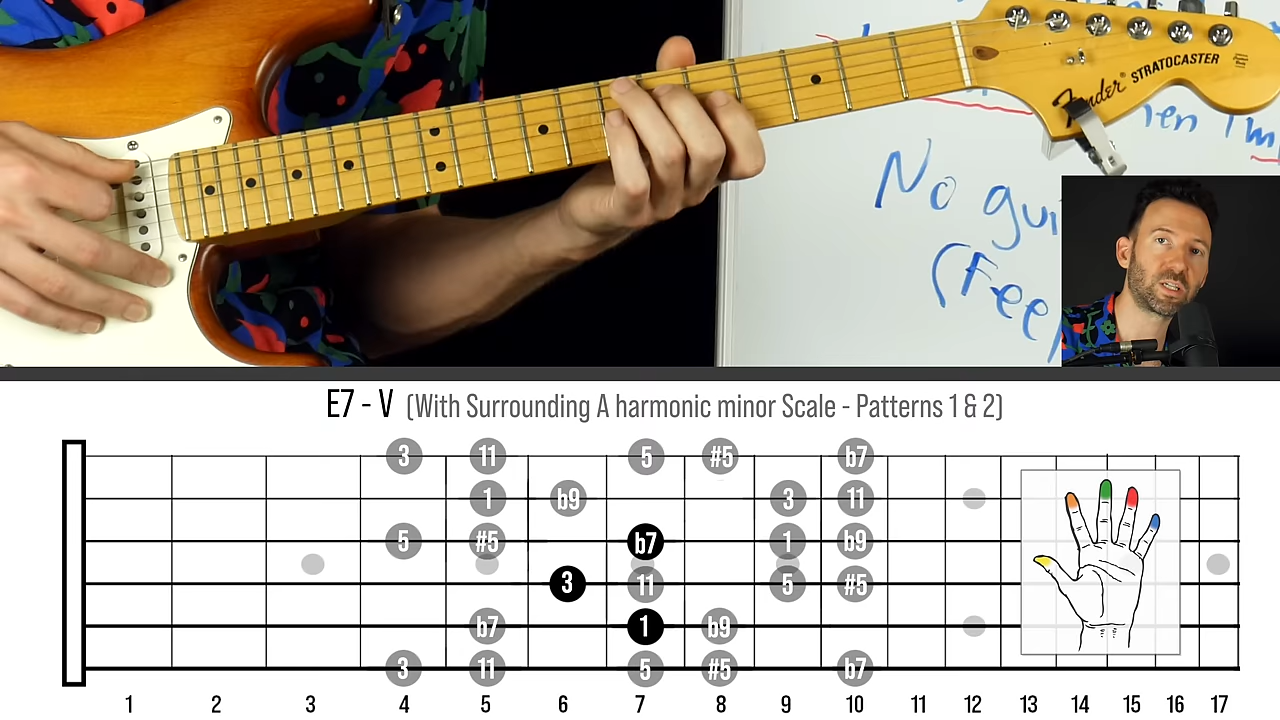 Fender® STRATOCASTER
No
E7 - V (With Surrounding A harmonic minor Scale - Patterns 1 & 2)
3 11 5 #5 b7
1 b9 3 11
5 #5 b7 1 b9
3 11 5 #5
b7 1 b9
3 11 5 #5 b7
1 2 3 4 5 6 7 8 9 10 11 12 13 14 15 16 17